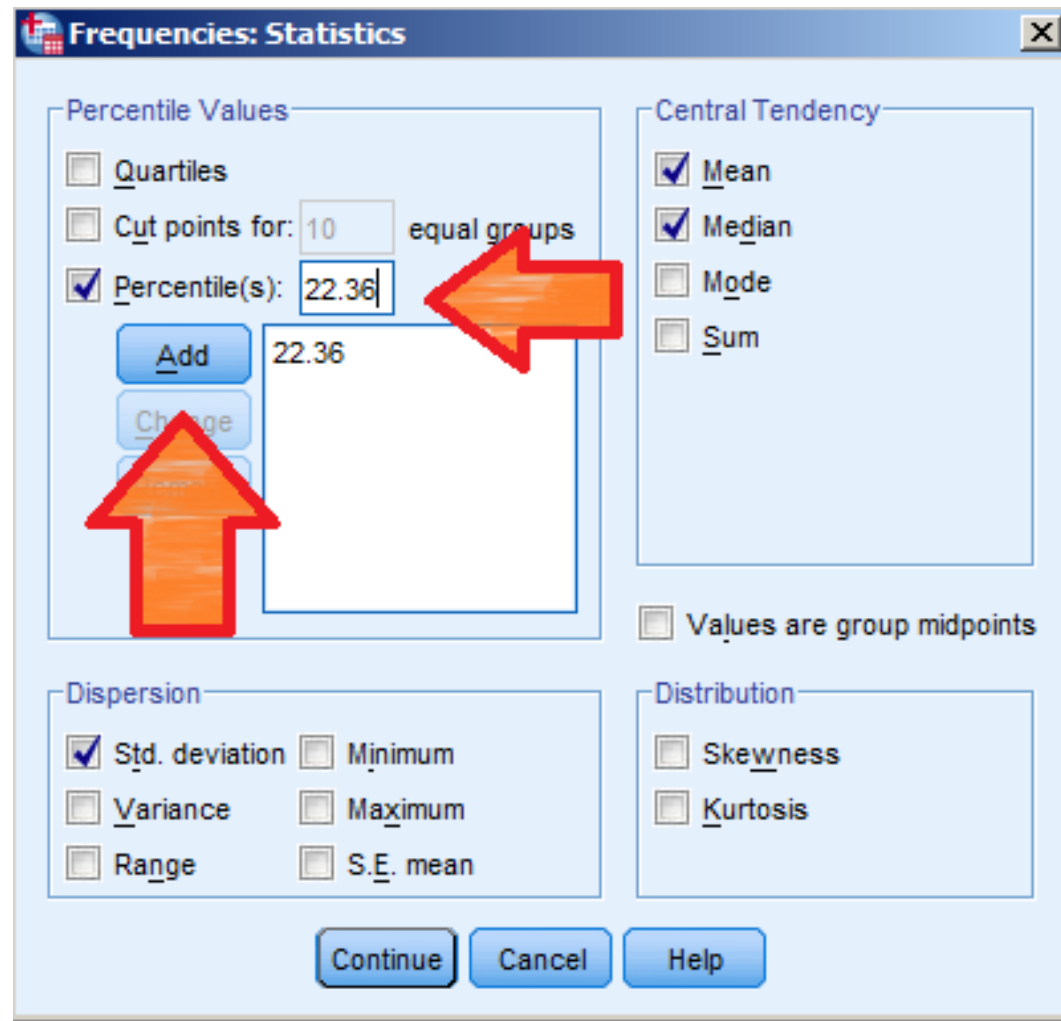 Frequencies: Statistics
Percentile Values
Quartiles
Cut points for: 10 equal groups
Percentile(s): 22.36
Add
22.36
Change
Central Tendency
Mean
Median
Mode
Sum
Values are group midpoints
Dispersion
Std. deviation
Minimum
Variance
Maximum
Range
S.E. mean
Distribution
Skewness
Kurtosis
Continue
Cancel
Help